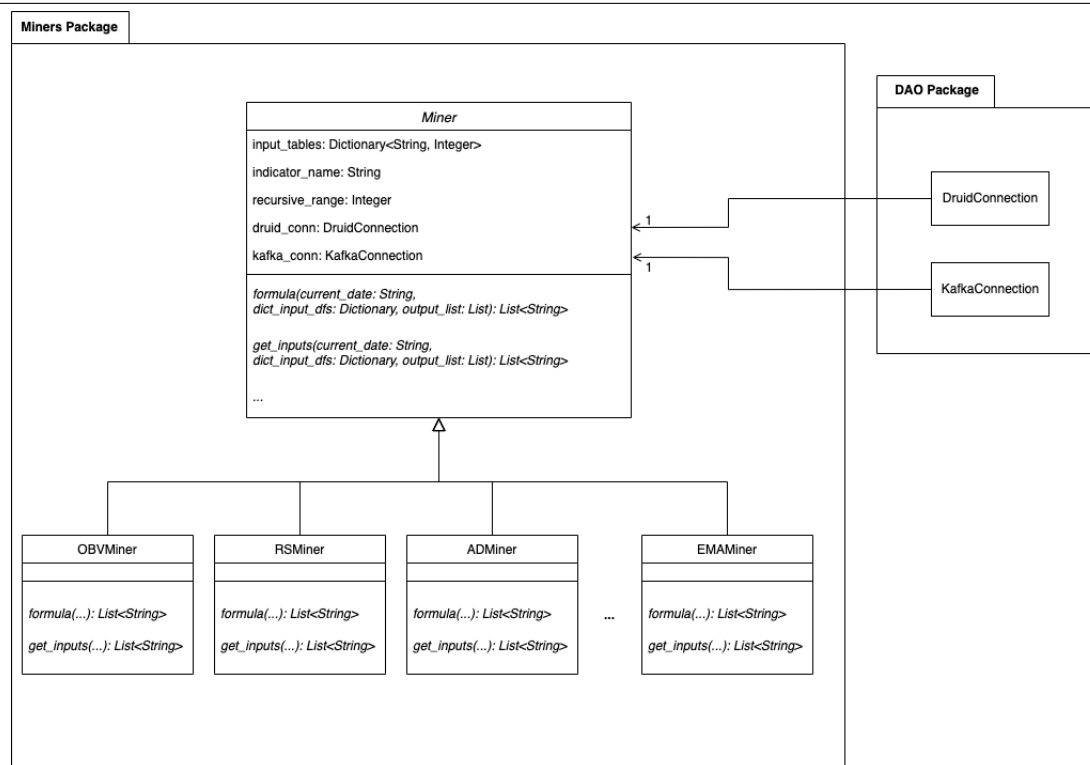 Miners Package
DAO Package
Miner
input_tables: Dictionary<String, Integer>
indicator_name: String
recursive_range: Integer
druid_conn: DruidConnection
kafka_conn: KafkaConnection
formula(current_date: String,
dict_input_dfs: Dictionary, output_list: List): List<String>
get_inputs(current_date: String,
dict_input_dfs: Dictionary, output_list: List): List<String>
...
1
1
DruidConnection
KafkaConnection
OBVMiner
formula(...): List<String>
get_inputs(...): List<String>
RSMiner
formula(...): List<String>
get_inputs(...): List<String>
ADMiner
formula(...): List<String>
get_inputs(...): List<String>
...
EMAMiner
formula(...): List<String>
get_inputs(...): List<String>